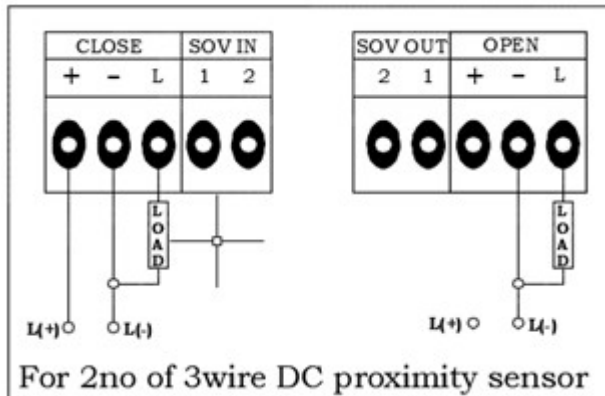 CLOSE SOV IN SOV OUT OPEN
+ - L 1 2 2 1 + - L
LOAD LOAD
L(+) L(-) L(+) L(-)
For 2no of 3wire DC proximity sensor